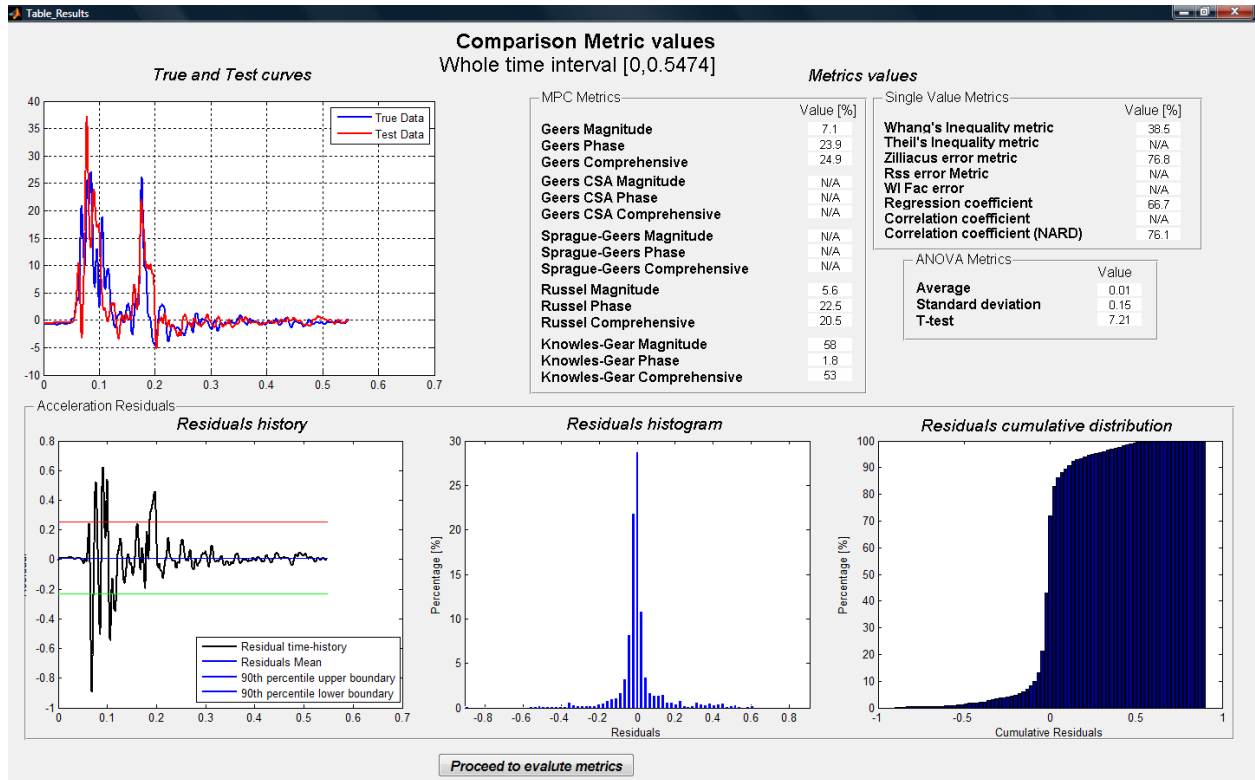 Table_Results
Comparison Metric values
Whole time interval [0,0.5474]
True and Test curves
Metrics values
40
35
30
25
20
15
10
5
0
-5
-10
0 0.1 0.2 0.3 0.4 0.5 0.6 0.7
True Data
Test Data
MPC Metrics
Value [%]
Geers Magnitude 7.1
Geers Phase 23.9
Geers Comprehensive 24.9
Geers CSA Magnitude N/A
Geers CSA Phase N/A
Geers CSA Comprehensive N/A
Sprague-Geers Magnitude N/A
Sprague-Geers Phase N/A
Sprague-Geers Comprehensive N/A
Russel Magnitude 5.6
Russel Phase 22.5
Russel Comprehensive 20.5
Knowles-Gear Magnitude 58
Knowles-Gear Phase 1.8
Knowles-Gear Comprehensive 53
Single Value Metrics
Value [%]
Whang's Inequality metric 38.5
Theil's Inequality metric N/A
Zilliacus error metric 76.8
Rss error Metric N/A
WI Fac error N/A
Regression coefficient 66.7
Correlation coefficient N/A
Correlation coefficient (NARD) 76.1
ANOVA Metrics
Value
Average 0.01
Standard deviation 0.15
T-test 7.21
Acceleration Residuals
Residuals history
0.8
0.6
0.4
0.2
0
-0.2
-0.4
-0.6
-0.8
-1
0 0.1 0.2 0.3 0.4 0.5 0.6 0.7
Residual time-history
Residuals Mean
90th percentile upper boundary
90th percentile lower boundary
Residuals histogram
Percentage [%]
30
25
20
15
10
5
0
-0.8 -0.6 -0.4 -0.2 0 0.2 0.4 0.6 0.8
Residuals
Residuals cumulative distribution
Percentage [%]
100
90
80
70
60
50
40
30
20
10
0
-1 -0.5 0 0.5 1
Cumulative Residuals
Proceed to evalute metrics